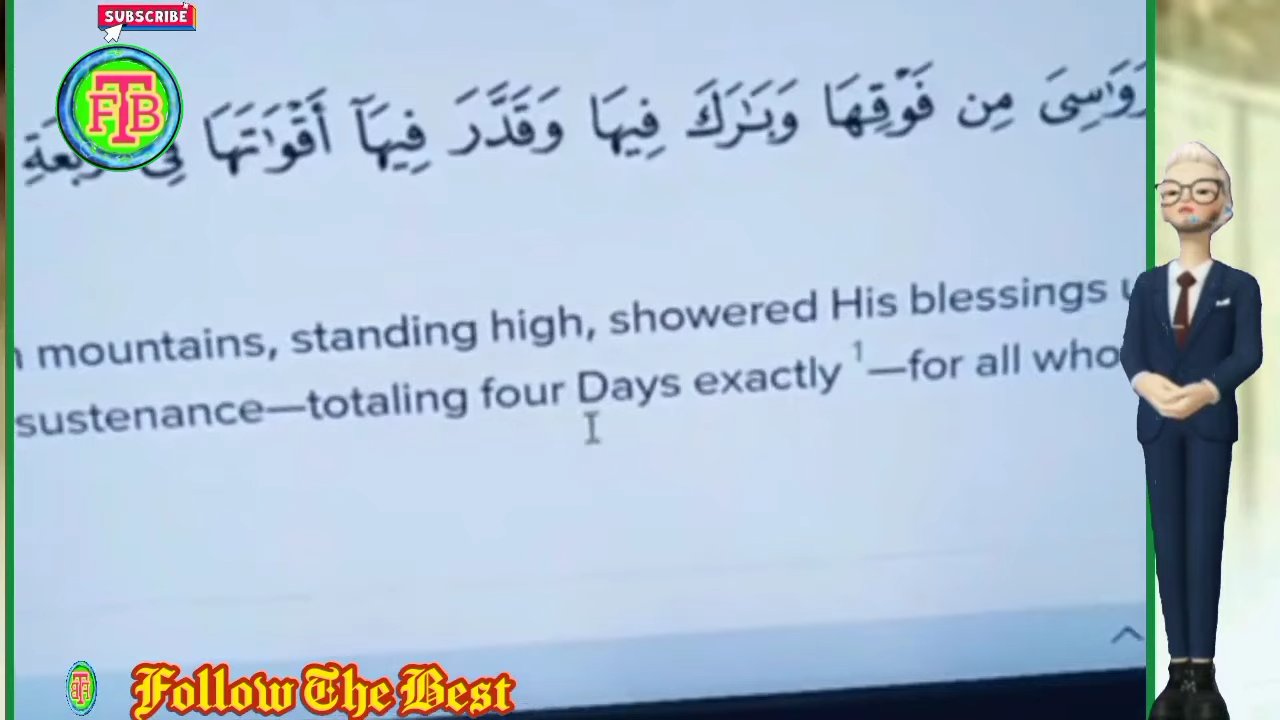 SUBSCRIBE
FTB
رَوَٰسِىَ مِن فَوْقِهَا وَبَـٰرَكَ فِيهَا وَقَدَّرَ فِيهَآ أَقْوَٰتَهَا فِىٓ
mountains, standing high, showered His blessings
sustenance—totaling four Days exactly ¹—for all who
Follow The Best